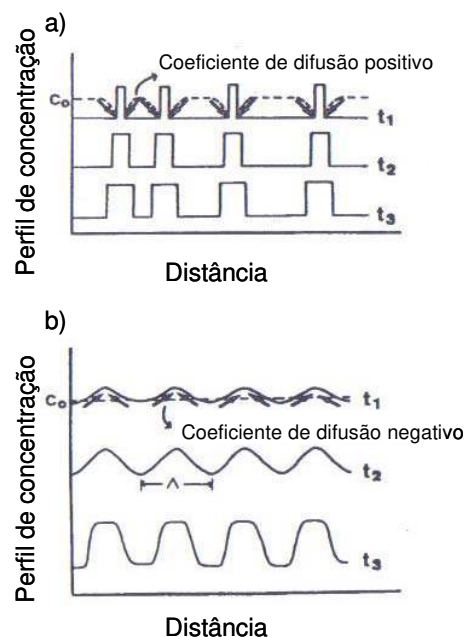 a)
Perfil de concentração
Coeficiente de difusão positivo
C₀
t₁
t₂
t₃
Distância
b)
Perfil de concentração
C₀
t₁
Coeficiente de difusão negativo
t₂
Λ
t₃
Distância